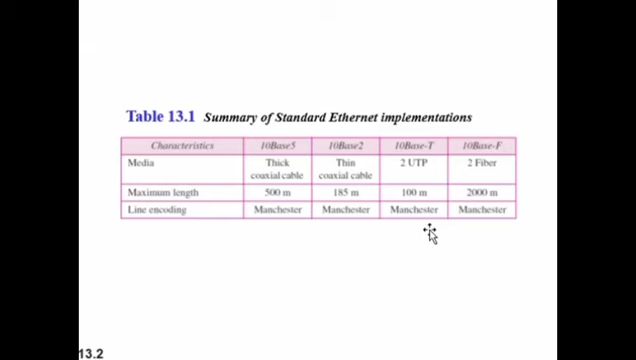 Table 13.1 Summary of Standard Ethernet implementations
Characteristics 10Base5 10Base2 10Base-T 10Base-F
Media Thick coaxial cable Thin coaxial cable 2 UTP 2 Fiber
Maximum length 500 m 185 m 100 m 2000 m
Line encoding Manchester Manchester Manchester Manchester
13.2